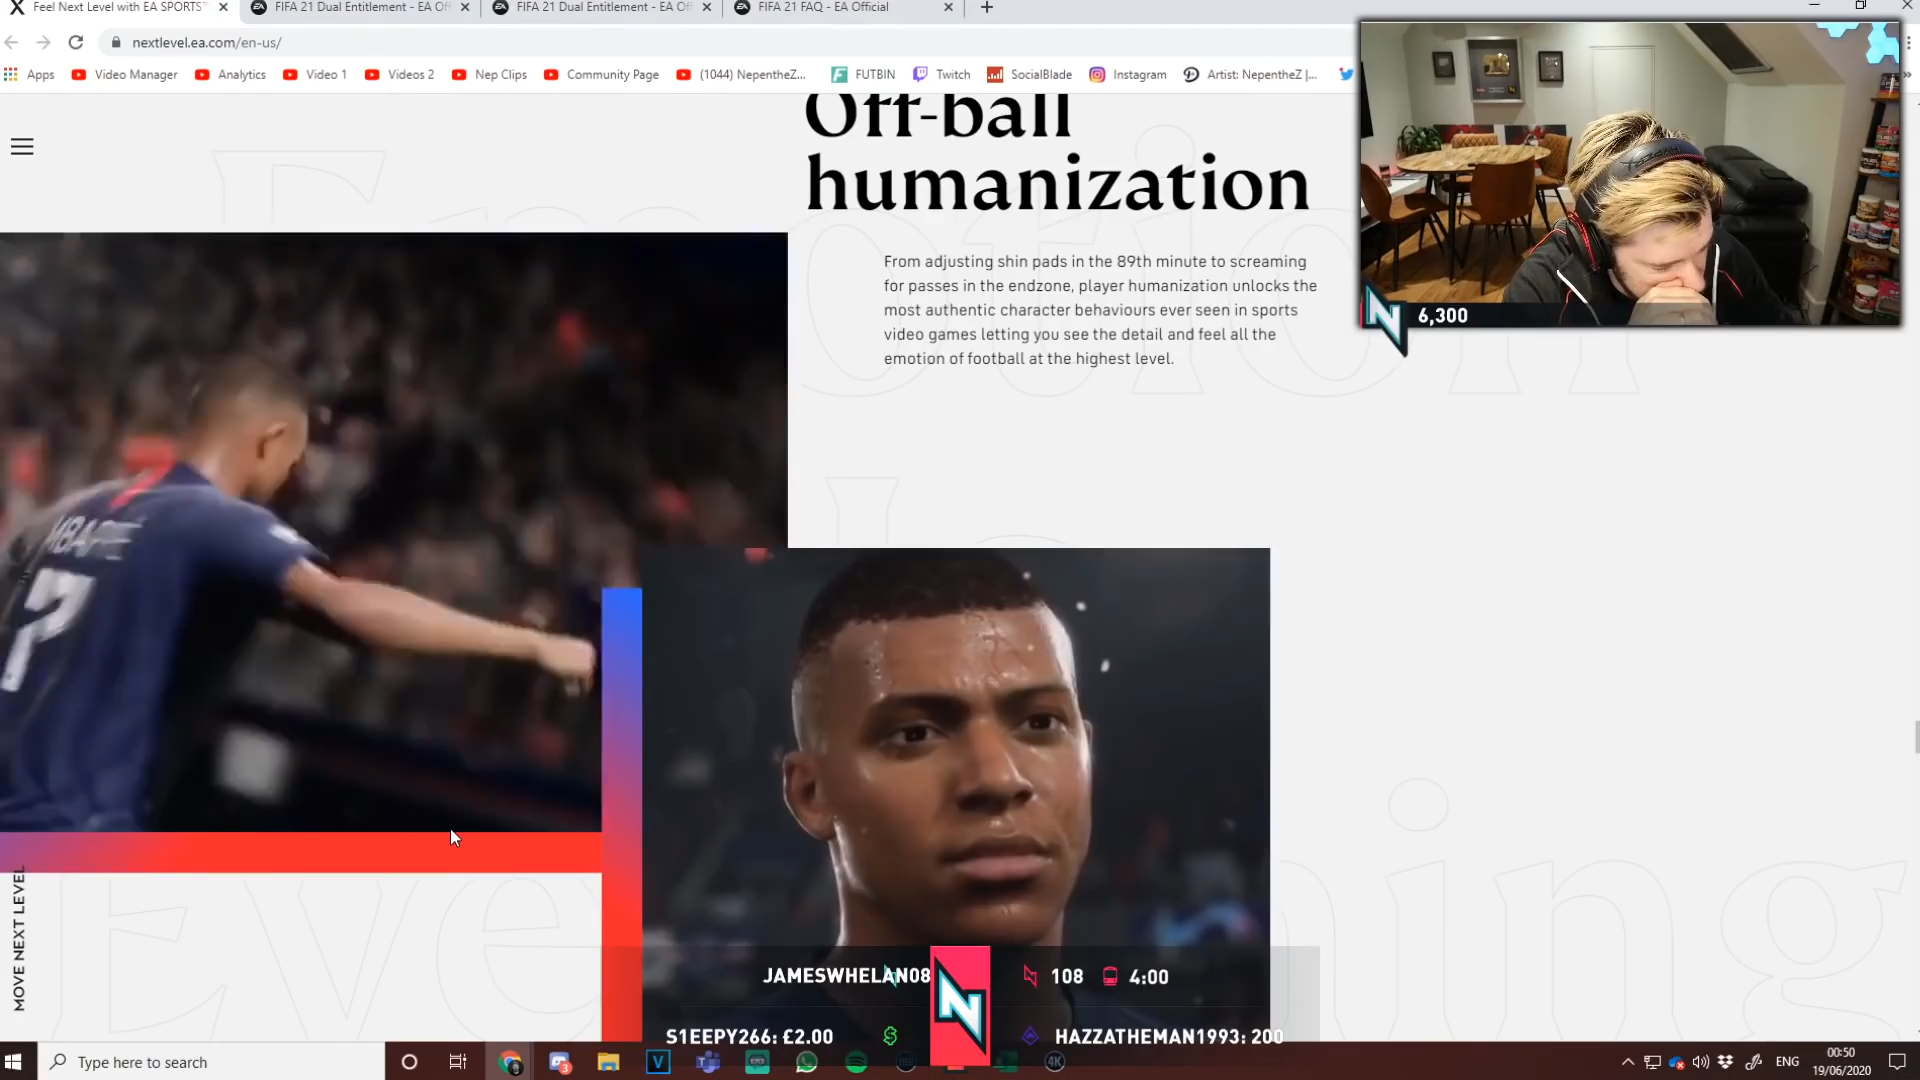 Feel Next Level with EA SPORTS™
FIFA 21 Dual Entitlement - EA Off
FIFA 21 Dual Entitlement - EA Off
FIFA 21 FAQ - EA Official
nextlevel.ea.com/en-us/
Apps
Video Manager
Analytics
Video 1
Videos 2
Nep Clips
Community Page
(1044) NepentheZ...
FUTBIN
Twitch
SocialBlade
Instagram
Artist: NepentheZ |...
Off-ball
humanization
From adjusting shin pads in the 89th minute to screaming
for passes in the endzone, player humanization unlocks the
most authentic character behaviours ever seen in sports
video games letting you see the detail and feel all the
emotion of football at the highest level.
6,300
MBAPPE
7
MOVE NEXT LEVEL
JAMESWHELAN08
108
4:00
S1EEPY266: £2.00
HAZZATHEMAN1993: 200
Type here to search
ENG
00:50
19/06/2020